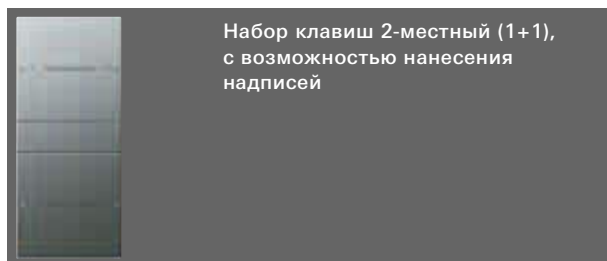 Набор клавиш 2-местный (1+1),
с возможностью нанесения
надписей